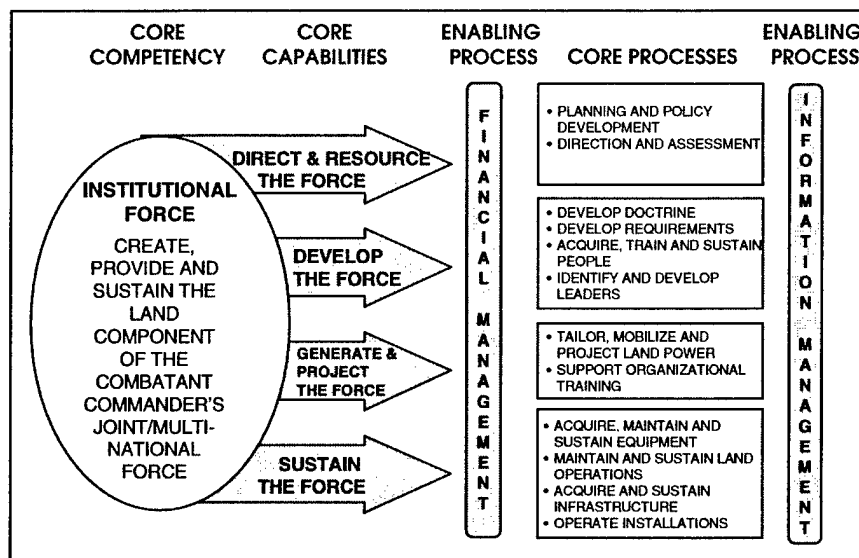 CORE
COMPETENCY
CORE
CAPABILITIES
ENABLING
PROCESS
CORE PROCESSES
ENABLING
PROCESS
INSTITUTIONAL
FORCE
CREATE,
PROVIDE AND
SUSTAIN THE
LAND
COMPONENT
OF THE
COMBATANT
COMMANDER'S
JOINT/MULTI-
NATIONAL
FORCE
DIRECT & RESOURCE
THE FORCE
DEVELOP
THE FORCE
GENERATE &
PROJECT
THE FORCE
SUSTAIN
THE FORCE
FINANCIAL MANAGEMENT
• PLANNING AND POLICY
DEVELOPMENT
• DIRECTION AND ASSESSMENT
• DEVELOP DOCTRINE
• DEVELOP REQUIREMENTS
• ACQUIRE, TRAIN AND SUSTAIN
PEOPLE
• IDENTIFY AND DEVELOP
LEADERS
• TAILOR, MOBILIZE AND
PROJECT LAND POWER
• SUPPORT ORGANIZATIONAL
TRAINING
• ACQUIRE, MAINTAIN AND
SUSTAIN EQUIPMENT
• MAINTAIN AND SUSTAIN LAND
OPERATIONS
• ACQUIRE AND SUSTAIN
INFRASTRUCTURE
• OPERATE INSTALLATIONS
INFORMATION MANAGEMENT